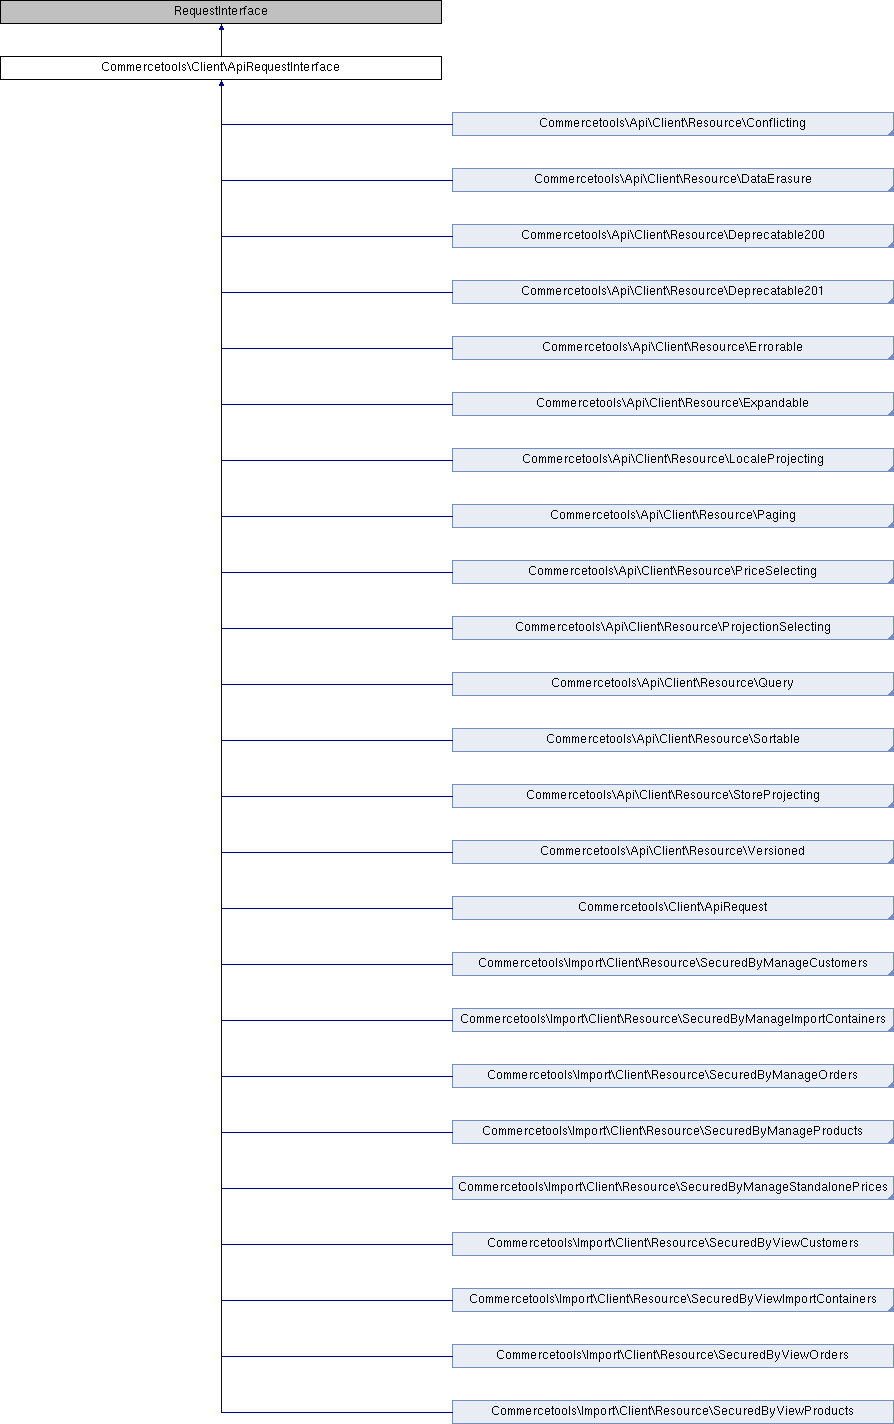 RequestInterface
Commercetools\Client\ApiRequestInterface
Commercetools\Api\Client\Resource\Conflicting
Commercetools\Api\Client\Resource\DataErasure
Commercetools\Api\Client\Resource\Deprecatable200
Commercetools\Api\Client\Resource\Deprecatable201
Commercetools\Api\Client\Resource\Errorable
Commercetools\Api\Client\Resource\Expandable
Commercetools\Api\Client\Resource\LocaleProjecting
Commercetools\Api\Client\Resource\Paging
Commercetools\Api\Client\Resource\PriceSelecting
Commercetools\Api\Client\Resource\ProjectionSelecting
Commercetools\Api\Client\Resource\Query
Commercetools\Api\Client\Resource\Sortable
Commercetools\Api\Client\Resource\StoreProjecting
Commercetools\Api\Client\Resource\Versioned
Commercetools\Client\ApiRequest
Commercetools\Import\Client\Resource\SecuredByManageCustomers
Commercetools\Import\Client\Resource\SecuredByManageImportContainers
Commercetools\Import\Client\Resource\SecuredByManageOrders
Commercetools\Import\Client\Resource\SecuredByManageProducts
Commercetools\Import\Client\Resource\SecuredByManageStandalonePrices
Commercetools\Import\Client\Resource\SecuredByViewCustomers
Commercetools\Import\Client\Resource\SecuredByViewImportContainers
Commercetools\Import\Client\Resource\SecuredByViewOrders
Commercetools\Import\Client\Resource\SecuredByViewProducts